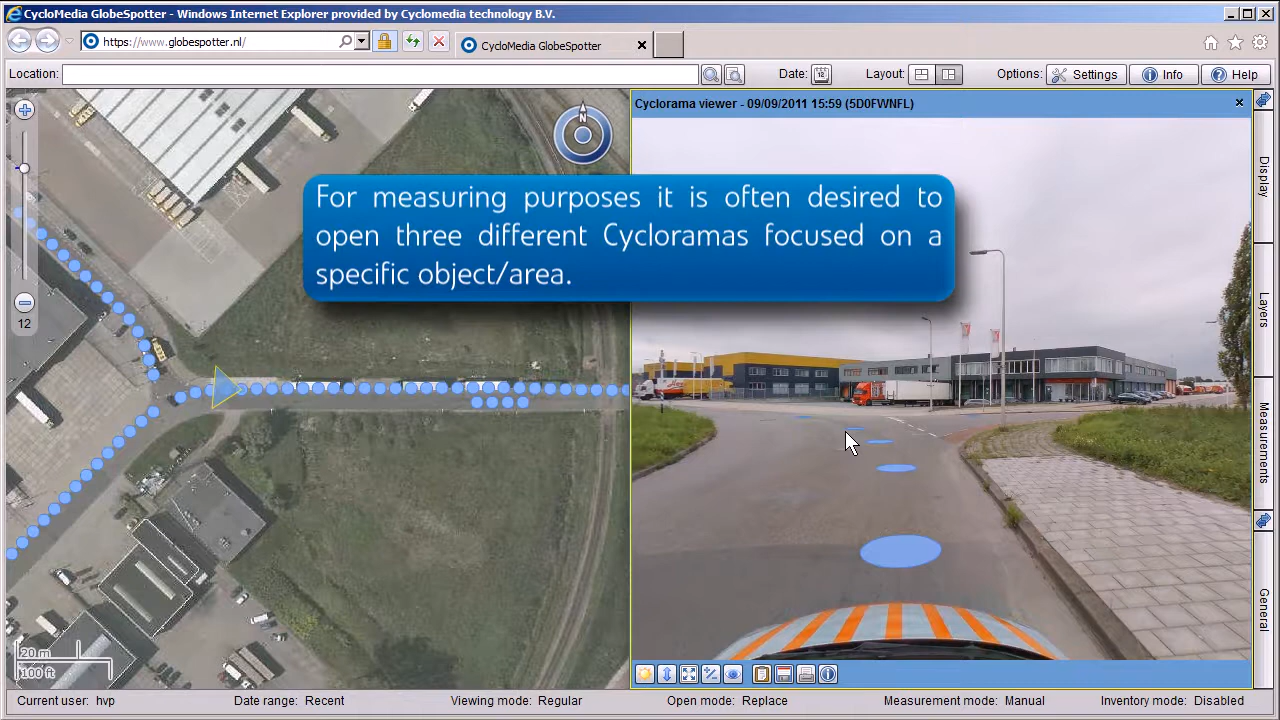 CycloMedia GlobeSpotter - Windows Internet Explorer provided by Cyclomedia technology B.V.
https://www.globespotter.nl/
CycloMedia GlobeSpotter
Location:
Date:
12
Layout:
Options:
Settings
Info
Help
Cyclorama viewer - 09/09/2011 15:59 (5D0FWNFL)
N
Display
Layers
Measurements
General
For measuring purposes it is often desired to
open three different Cycloramas focused on a
specific object/area.
12
20 m
100 ft
Current user: hvp
Date range: Recent
Viewing mode: Regular
Open mode: Replace
Measurement mode: Manual
Inventory mode: Disabled